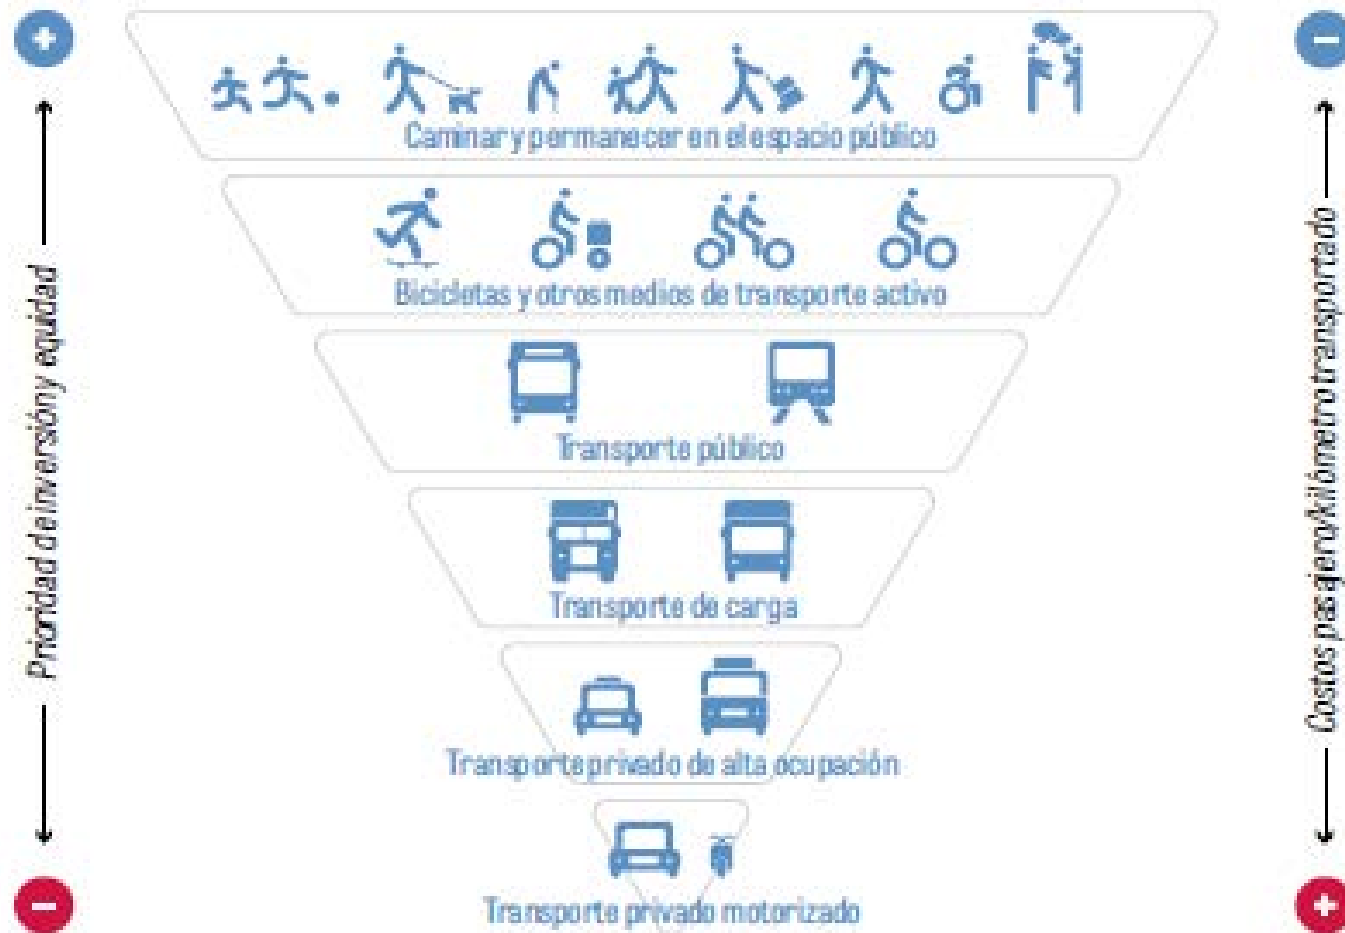 +
−
Caminar y permanecer en el espacio público
Bicicletas y otros medios de transporte activo
Prioridad de inversión y equidad
Costos pasajero/kilómetro transportado
Transporte público
Transporte de carga
Transporte privado de alta ocupación
Transporte privado motorizado
−
+